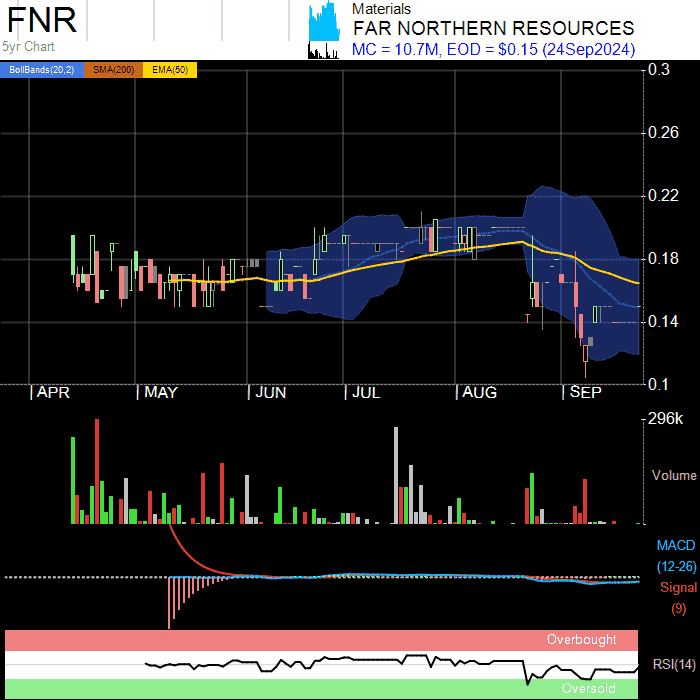 FNR
5yr Chart
Materials
FAR NORTHERN RESOURCES
MC = 10.7M, EOD = $0.15 (24Sep2024)
BollBands(20,2) SMA(200) EMA(50)
0.3
0.26
0.22
0.18
0.14
0.1
APR MAY JUN JUL AUG SEP
296k
Volume
MACD
(12-26)
Signal
(9)
Overbought
RSI(14)
Oversold